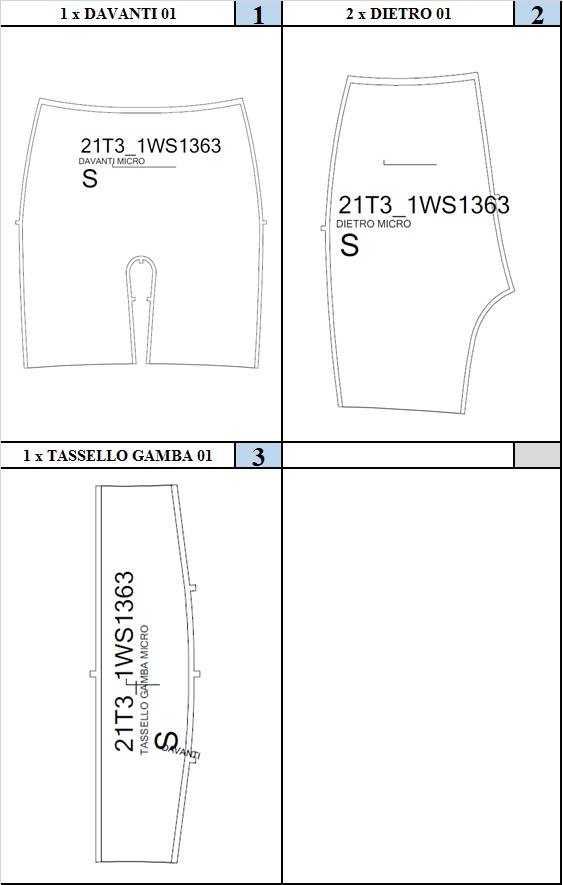 1 x DAVANTI 01
1
2 x DIETRO 01
2
21T3_1WS1363
DAVANTI MICRO
S
21T3_1WS1363
DIETRO MICRO
S
1 x TASSELLO GAMBA 01
3
21T3_1WS1363
TASSELLO GAMBA MICRO
S
DAVANTI